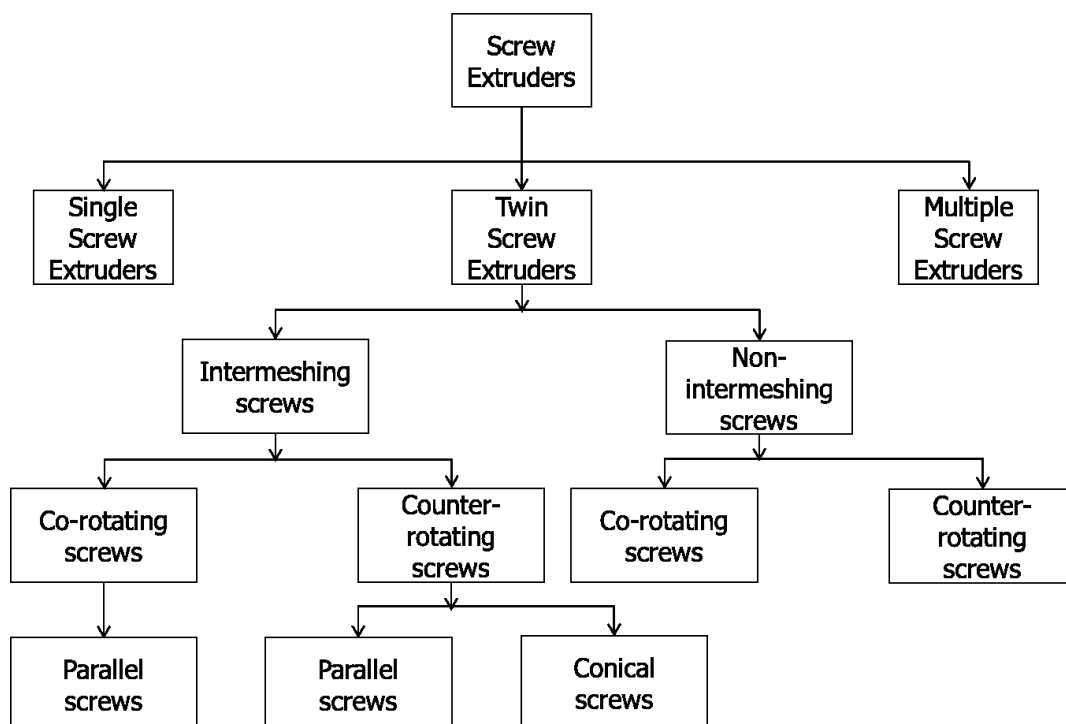 Screw
Extruders
Single
Screw
Extruders
Twin
Screw
Extruders
Multiple
Screw
Extruders
Intermeshing
screws
Non-
intermeshing
screws
Co-rotating
screws
Counter-
rotating
screws
Co-rotating
screws
Counter-
rotating
screws
Parallel
screws
Parallel
screws
Conical
screws